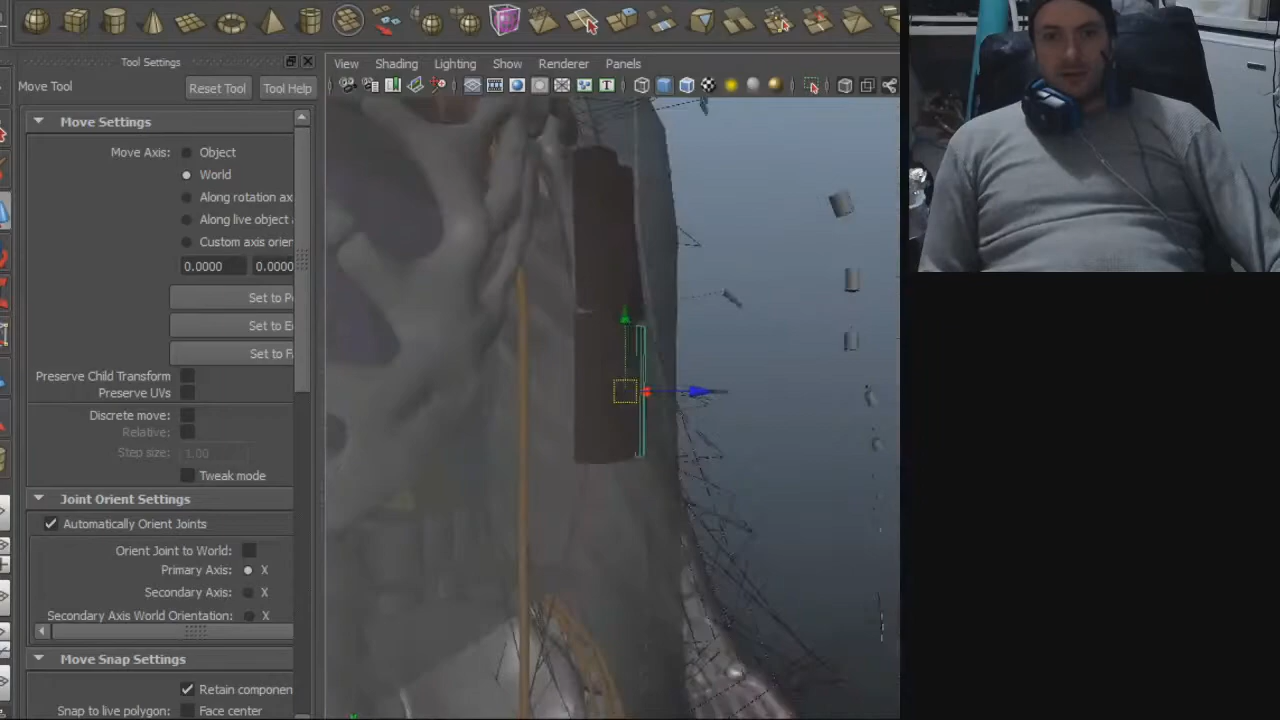 Tool Settings
View Shading Lighting Show Renderer Panels
Move Tool
Reset Tool Tool Help
Move Settings
Move Axis: Object
World
Along rotation ax
Along live object a
Custom axis orien
0.0000 0.0000
Set to P
Set to E
Set to F
Preserve Child Transform
Preserve UVs
Discrete move:
Relative:
Step size: 1.00
Tweak mode
Joint Orient Settings
Automatically Orient Joints
Orient Joint to World:
Primary Axis: X
Secondary Axis: X
Secondary Axis World Orientation: X
Move Snap Settings
Retain componen
Snap to live polygon: Face center